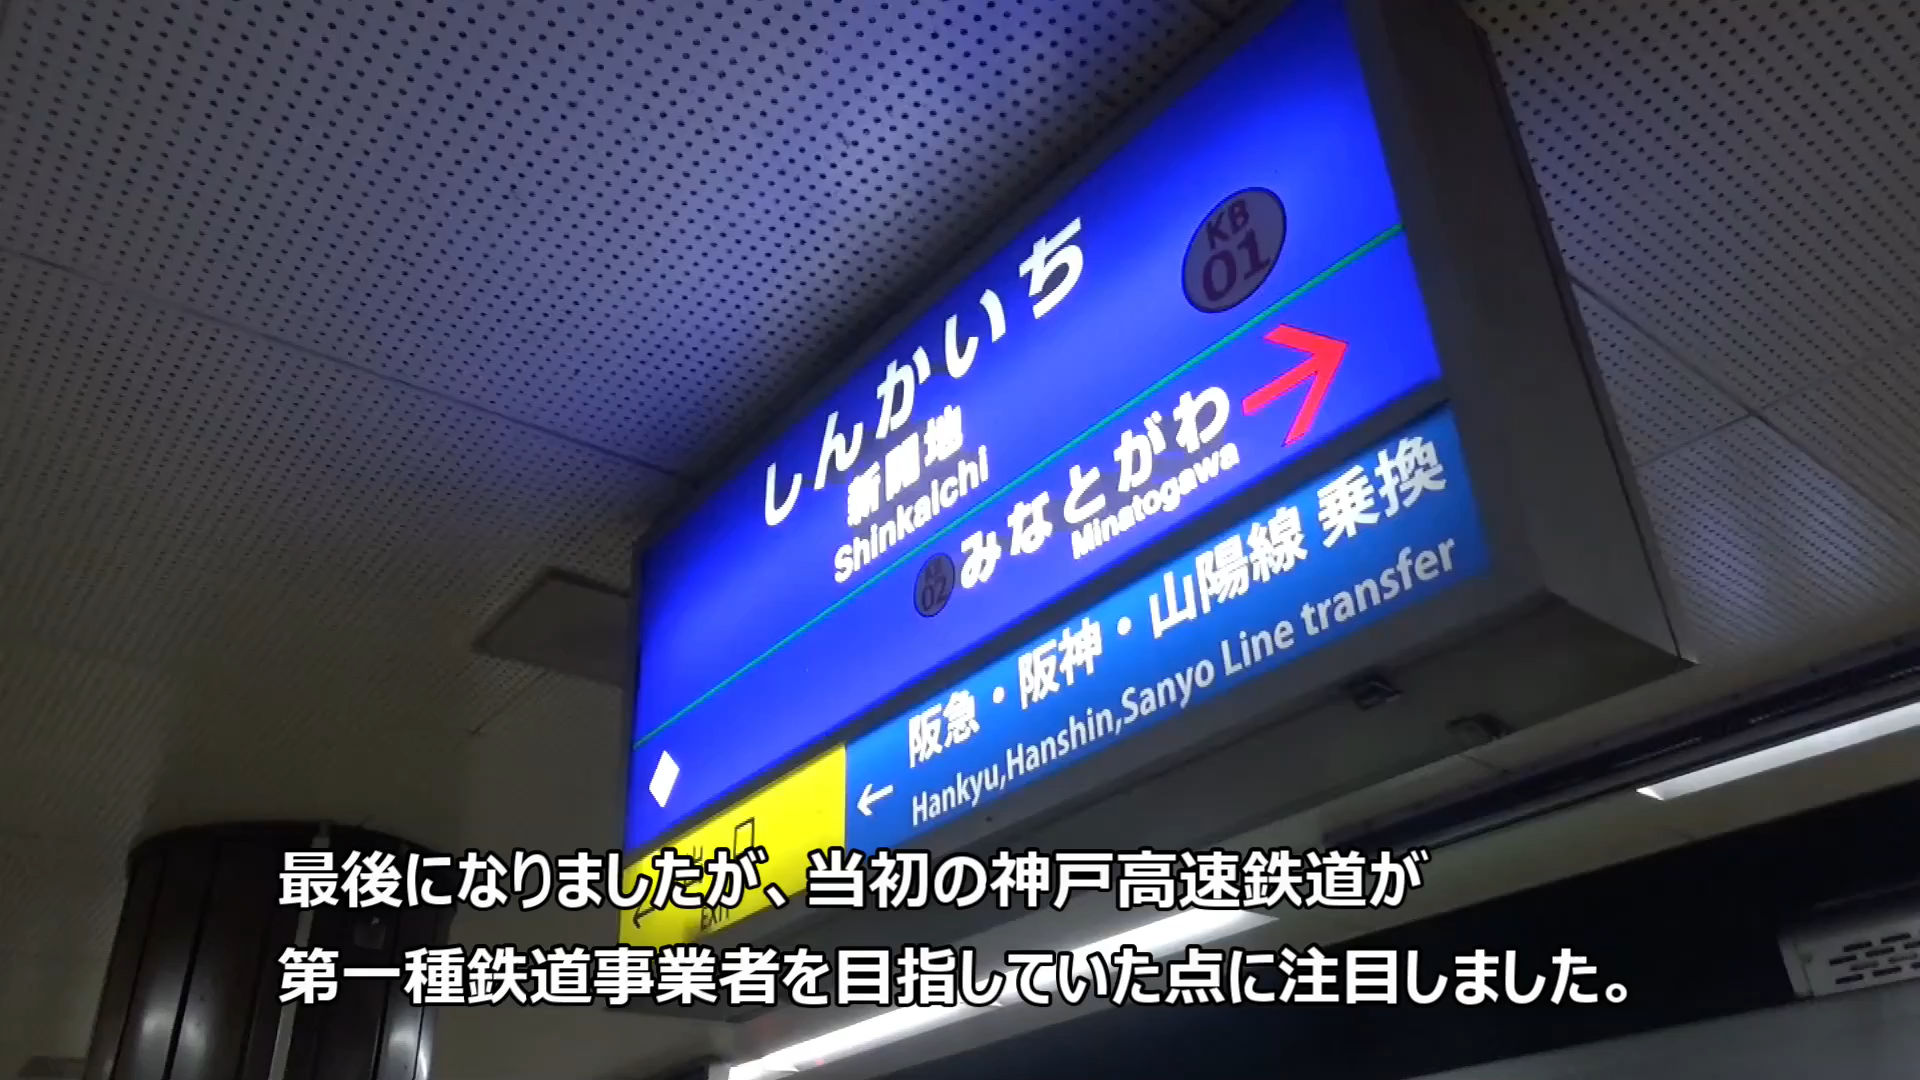 しんかいち
新開地
Shinkaichi
KB
01
02
みなとがわ
Minatogawa
阪急・阪神・山陽線 乗換
Hankyu,Hanshin,Sanyo Line transfer
EXIT
最後になりましたが、当初の神戸高速鉄道が
第一種鉄道事業者を目指していた点に注目しました。